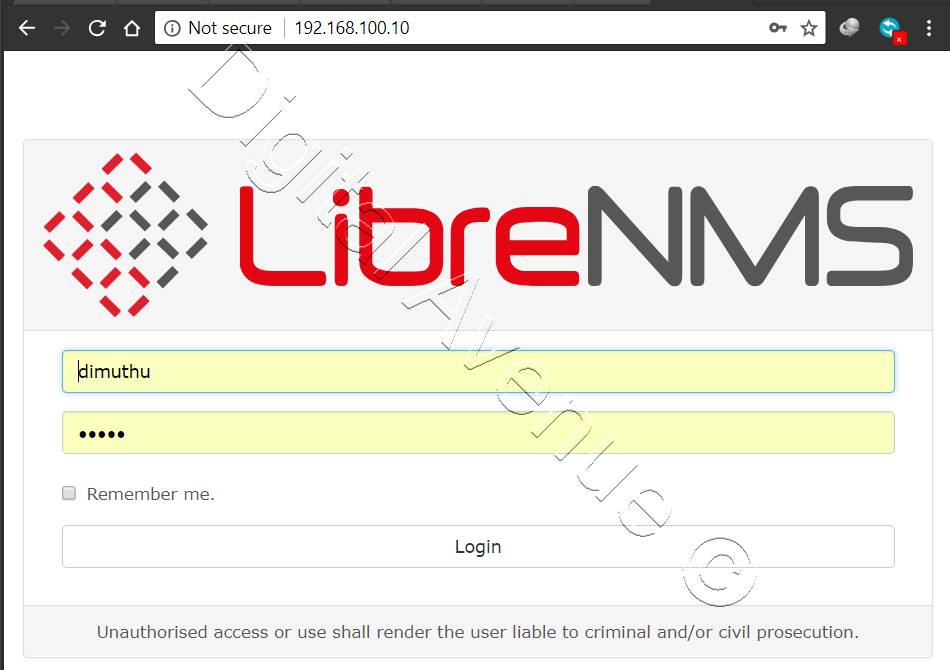 Not secure 192.168.100.10
LibreNMS
dimuthu
•••••
Remember me.
Login
Unauthorised access or use shall render the user liable to criminal and/or civil prosecution.
Digital Avenue ©